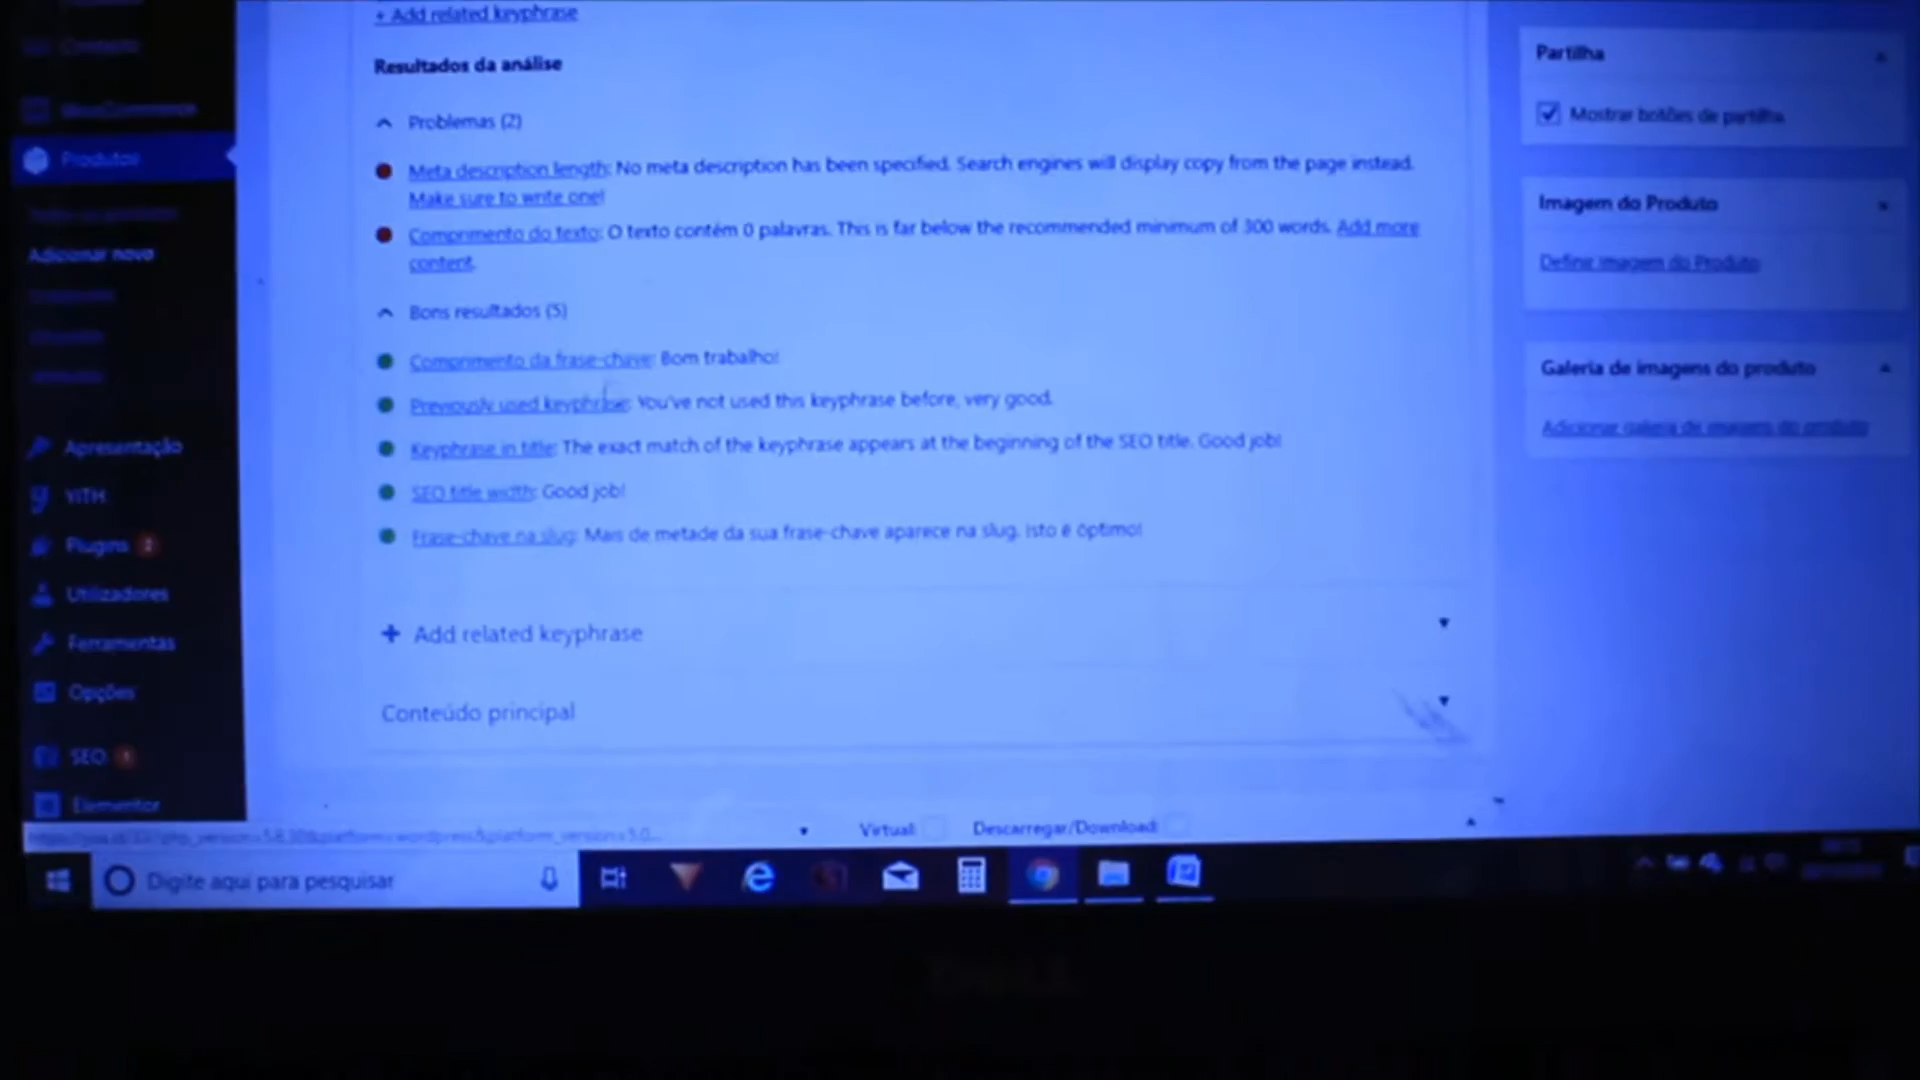 + Add related keyphrase
Resultados da análise
Problemas (2)
Meta description length: No meta description has been specified. Search engines will display copy from the page instead.
Make sure to write one!
Comprimento do texto: O texto contém 0 palavras. This is far below the recommended minimum of 300 words. Add more
content.
Bons resultados (5)
Comprimento da frase-chave: Bom trabalho!
Previously used keyphrase: You've not used this keyphrase before, very good.
Keyphrase in title: The exact match of the keyphrase appears at the beginning of the SEO title. Good job!
SEO title width: Good job!
Frase-chave na slug: Mais de metade da sua frase-chave aparece na slug. Isto é óptimo!
+ Add related keyphrase
Conteúdo principal
Virtual:
Descarregar/Download:
Contacto
WooCommerce
Produtos
Adicionar novo
Apresentação
YITH
Plugins 2
Utilizadores
Ferramentas
Opções
SEO 1
Elementor
Partilha
Mostrar botões de partilha
Imagem do Produto
Definir imagem do Produto
Galeria de imagens do produto
Adicionar galeria de imagens do produto
Digite aqui para pesquisar